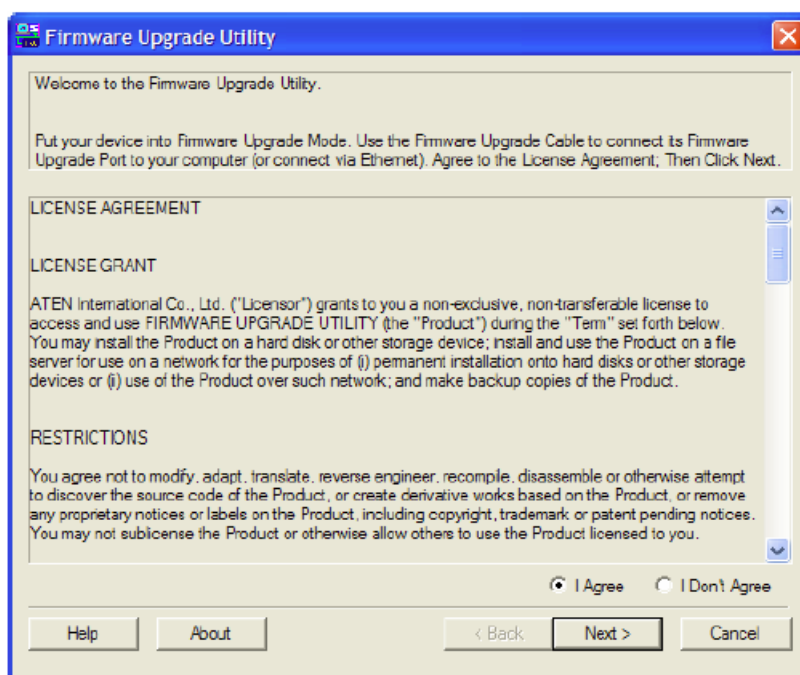 Firmware Upgrade Utility
Welcome to the Firmware Upgrade Utility.
Put your device into Firmware Upgrade Mode. Use the Firmware Upgrade Cable to connect its Firmware
Upgrade Port to your computer (or connect via Ethernet). Agree to the License Agreement; Then Click Next.
LICENSE AGREEMENT
LICENSE GRANT
ATEN International Co., Ltd. ("Licensor") grants to you a non-exclusive, non-transferable license to
access and use FIRMWARE UPGRADE UTILITY (the "Product") during the "Term" set forth below.
You may install the Product on a hard disk or other storage device; install and use the Product on a file
server for use on a network for the purposes of (i) permanent installation onto hard disks or other storage
devices or (i) use of the Product over such network; and make backup copies of the Product.
RESTRICTIONS
You agree not to modify, adapt, translate, reverse engineer, recompile, disassemble or otherwise attempt
to discover the source code of the Product, or create derivative works based on the Product, or remove
any proprietary notices or labels on the Product, including copyright, trademark or patent pending notices.
You may not sublicense the Product or otherwise allow others to use the Product licensed to you.
I Agree I Don't Agree
Help About < Back Next > Cancel